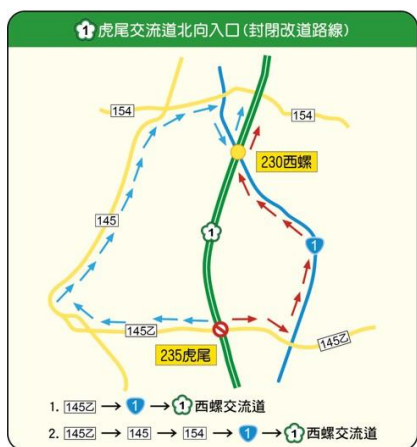 1 虎尾交流道北向入口(封閉改道路線)
154
154
230西螺
145
1
1
145乙
145乙
235虎尾
1. 145乙 → 1 → 1 西螺交流道
2. 145乙 → 145 → 154 → 1 → 1 西螺交流道